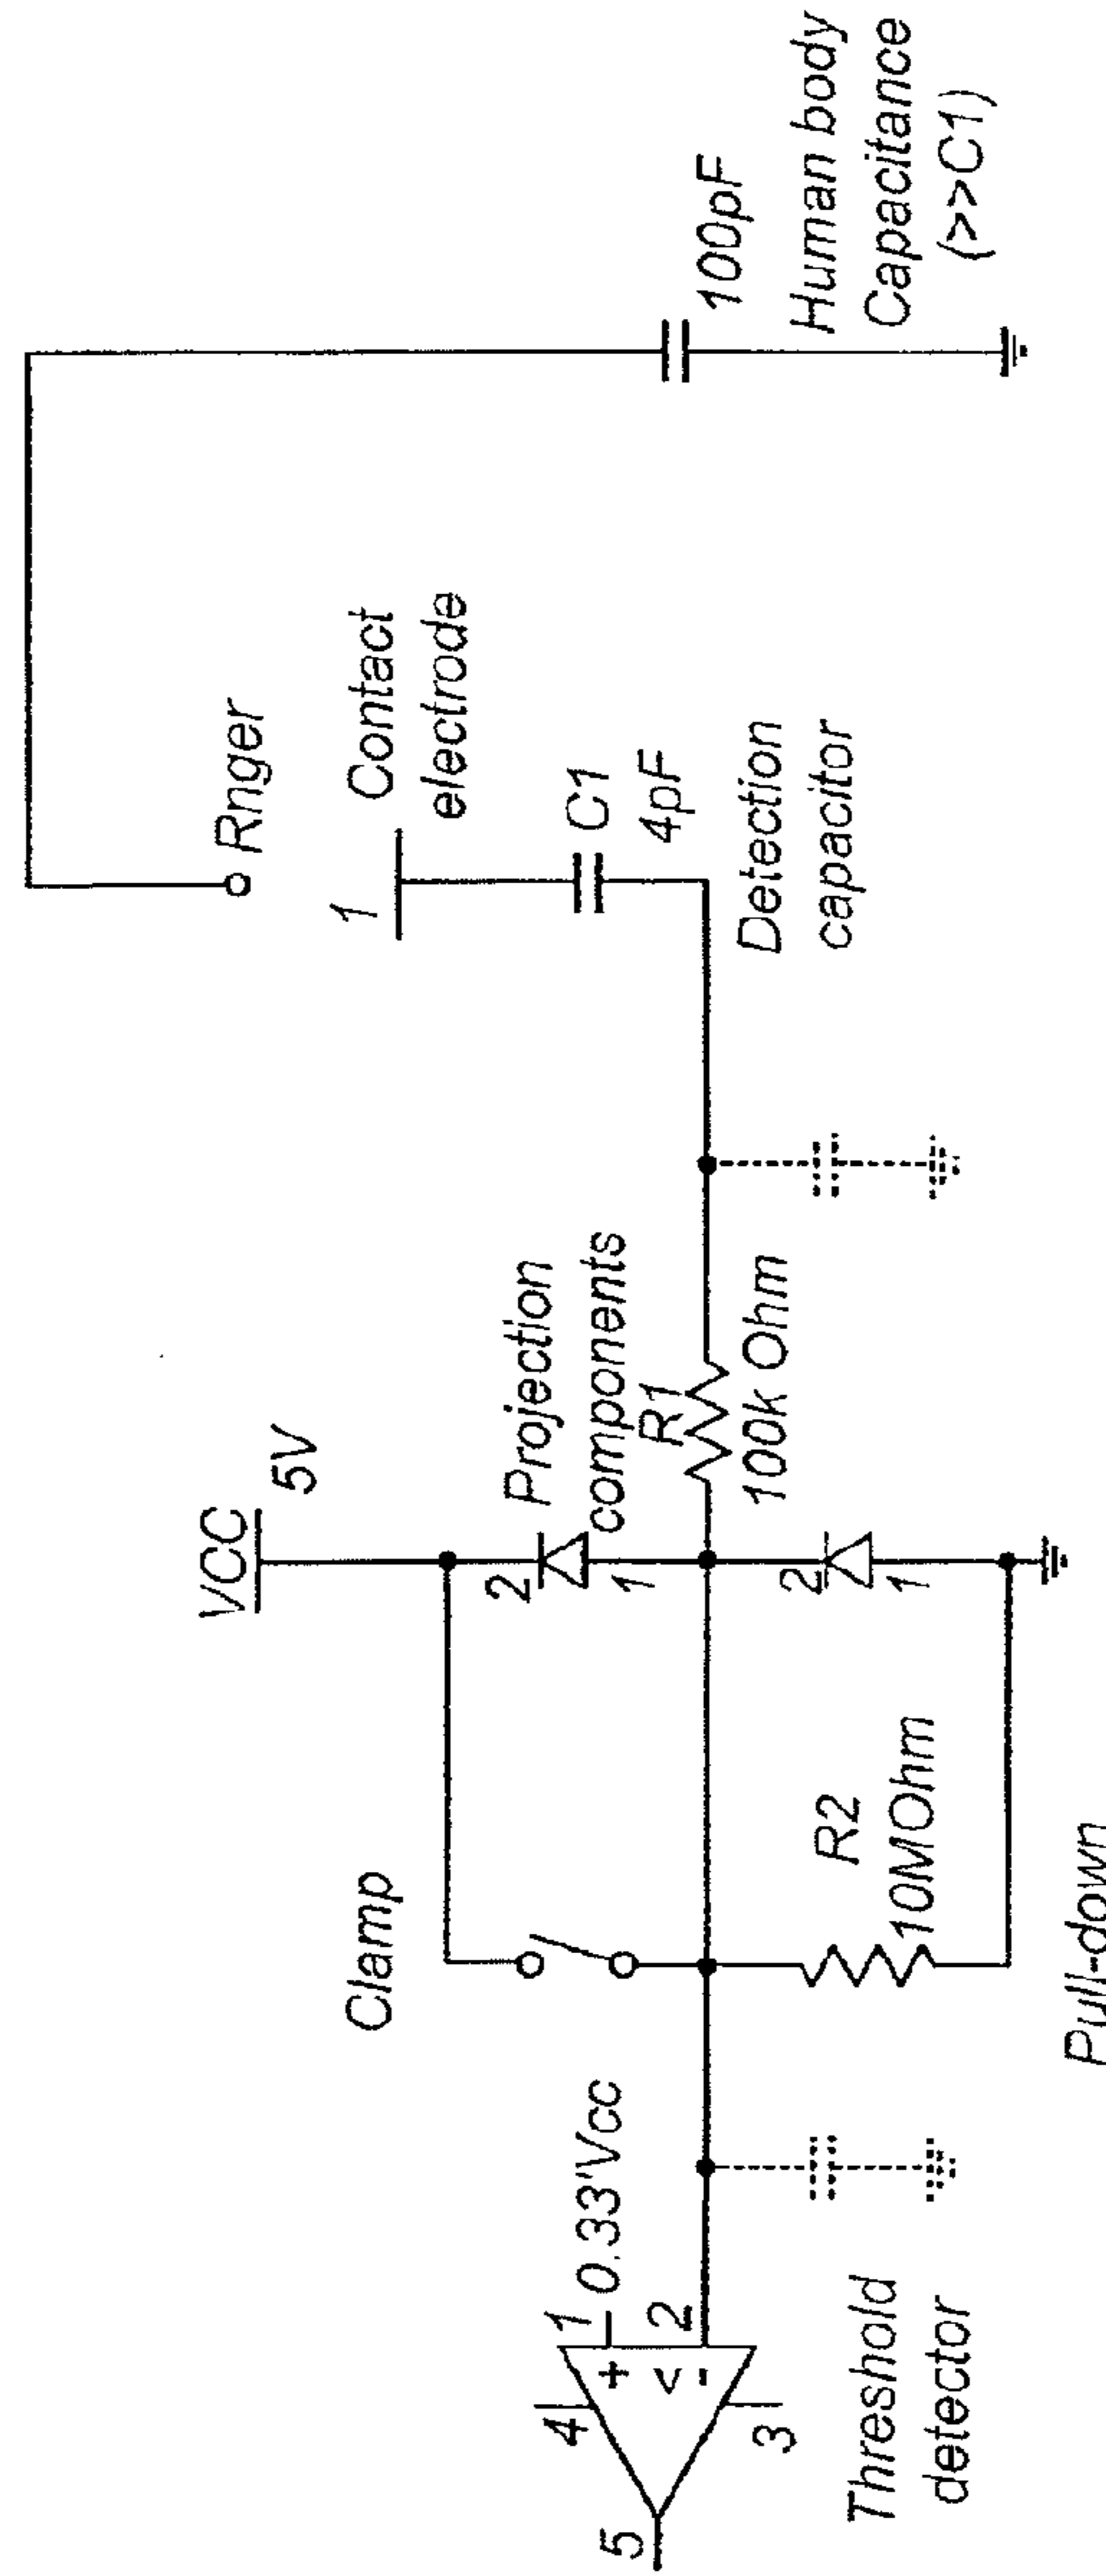 Rnger
1
Contact
electrode
C1
4pF
Detection
capacitor
100pF
Human body
Capacitance
(>>C1)
VCC
5V
Projection
components
2
1
R1
100k Ohm
2
1
Clamp
R2
10MOhm
Pull-down
0.33'Vcc
4
1
+
2
<
-
3
5
Threshold
detector